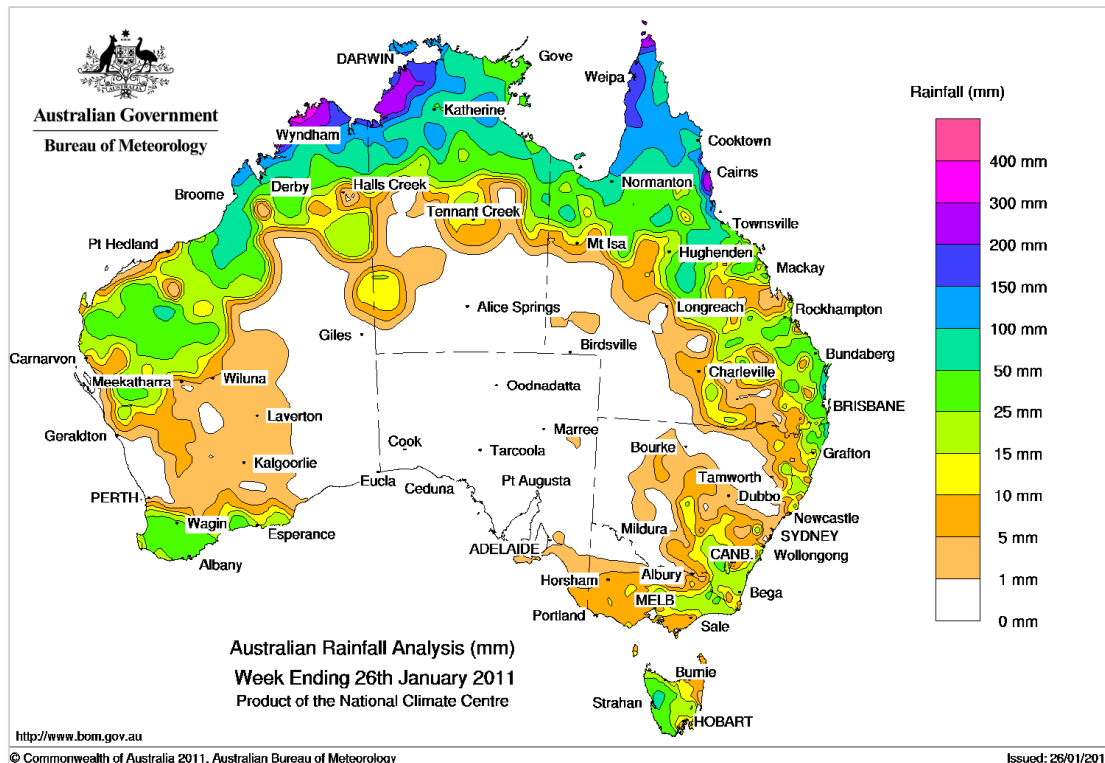 Australian Government
Bureau of Meteorology
DARWIN
Gove
Weipa
Katherine
Wyndham
Cooktown
Cairns
Broome
Derby
Halls Creek
Normanton
Tennant Creek
Townsville
Pt Hedland
Mt Isa
Hughenden
Mackay
Alice Springs
Longreach
Rockhampton
Giles
Birdsville
Carnarvon
Bundaberg
Meekatharra
Wiluna
Oodnadatta
Charleville
Laverton
BRISBANE
Geraldton
Cook
Marree
Tarcoola
Bourke
Grafton
Kalgoorlie
Eucla
Ceduna
Pt Augusta
Tamworth
Dubbo
PERTH
Wagin
Esperance
Mildura
Newcastle
SYDNEY
Wollongong
ADELAIDE
CANB.
Albany
Horsham
Albury
Bega
MELB
Portland
Sale
Burnie
Strahan
HOBART
Rainfall (mm)
400 mm
300 mm
200 mm
150 mm
100 mm
50 mm
25 mm
15 mm
10 mm
5 mm
1 mm
0 mm
Australian Rainfall Analysis (mm)
Week Ending 26th January 2011
Product of the National Climate Centre
http://www.bom.gov.au
© Commonwealth of Australia 2011, Australian Bureau of Meteorology
Issued: 26/01/201